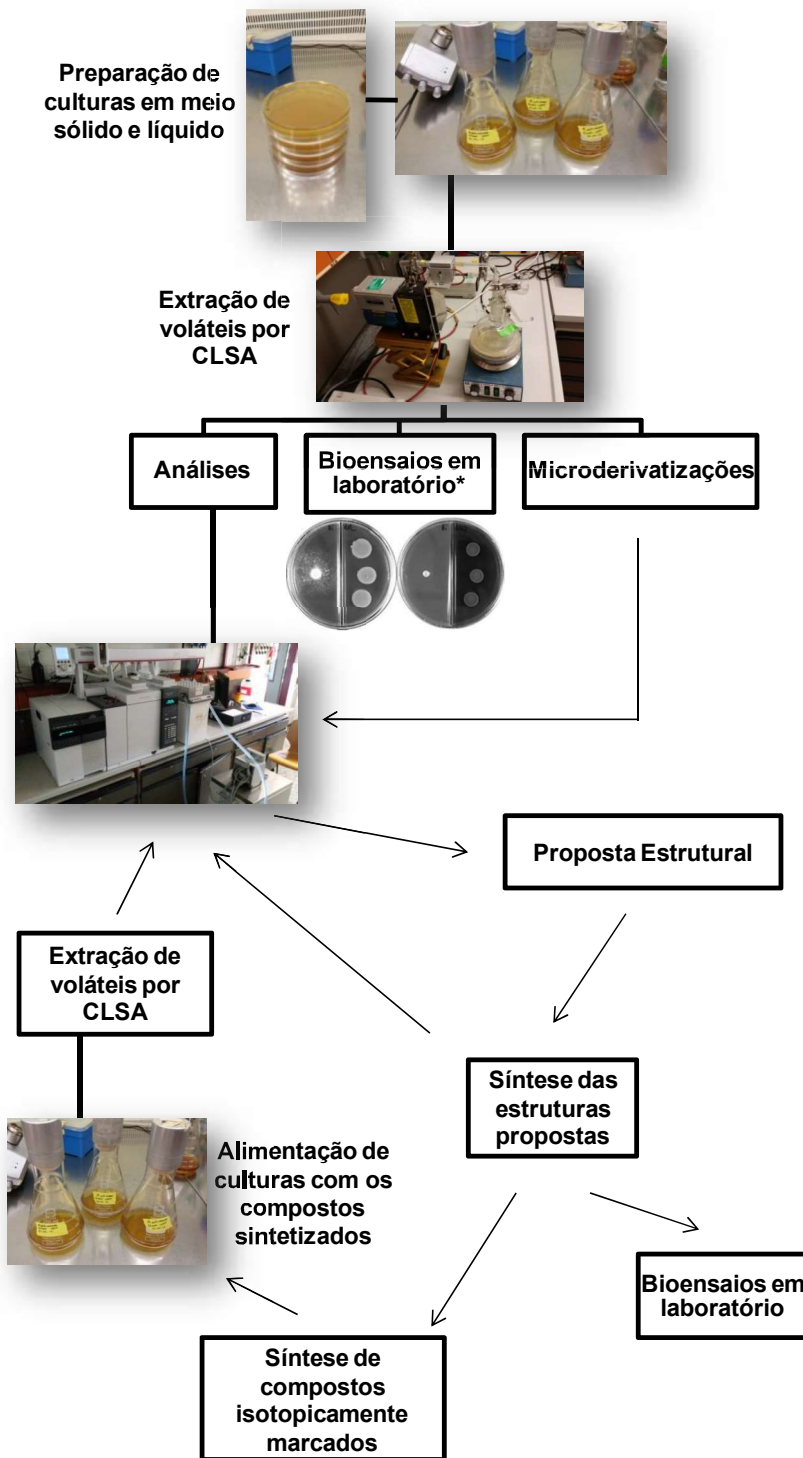 Preparação de
culturas em meio
sólido e líquido
Extração de
voláteis por
CLSA
Análises
Bioensaios em
laboratório*
Microderivatizações
Proposta Estrutural
Extração de
voláteis por
CLSA
Síntese das
estruturas
propostas
Alimentação de
culturas com os
compostos
sintetizados
Bioensaios em
laboratório
Síntese de
compostos
isotopicamente
marcados